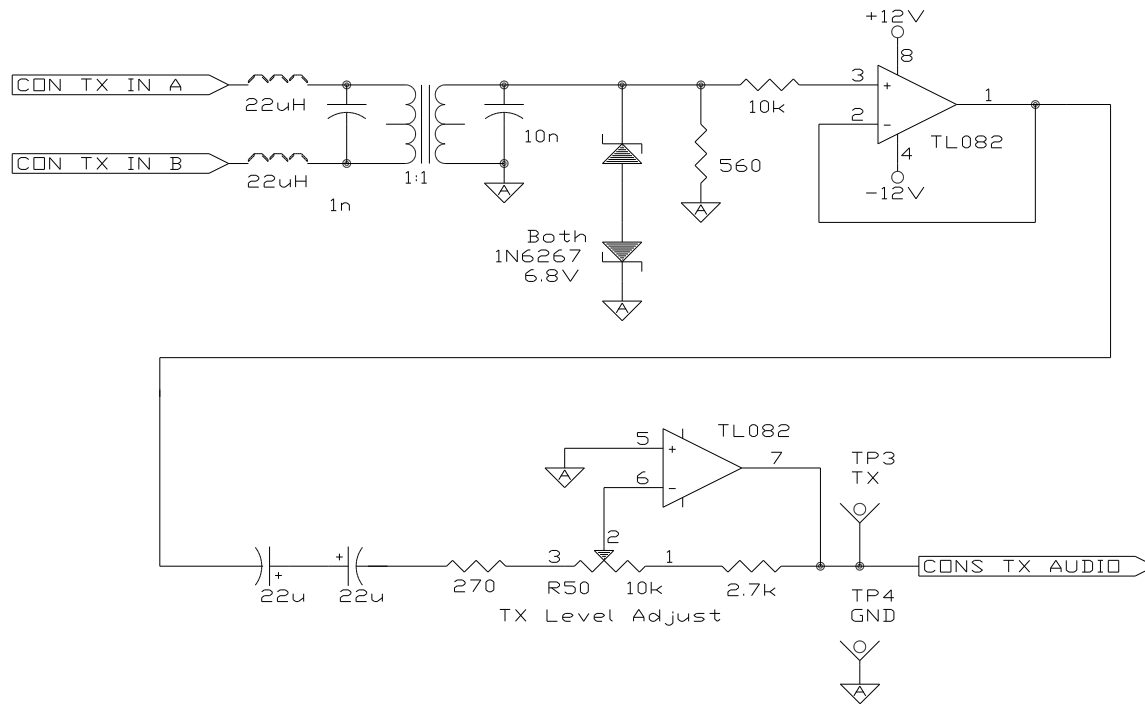 +12V
8
CON TX IN A
22uH
3
+
10k
1
2
-
10n
TL082
CON TX IN B
4
560
22uH
1:1
A
-12V
1n
A
Both
1N6267
6.8V
A
TL082
5
+
7
TP3
TX
A
6
-
2
3
1
CONS TX AUDIO
+
+
22u
22u
270
R50
10k
2.7k
TP4
GND
TX Level Adjust
A